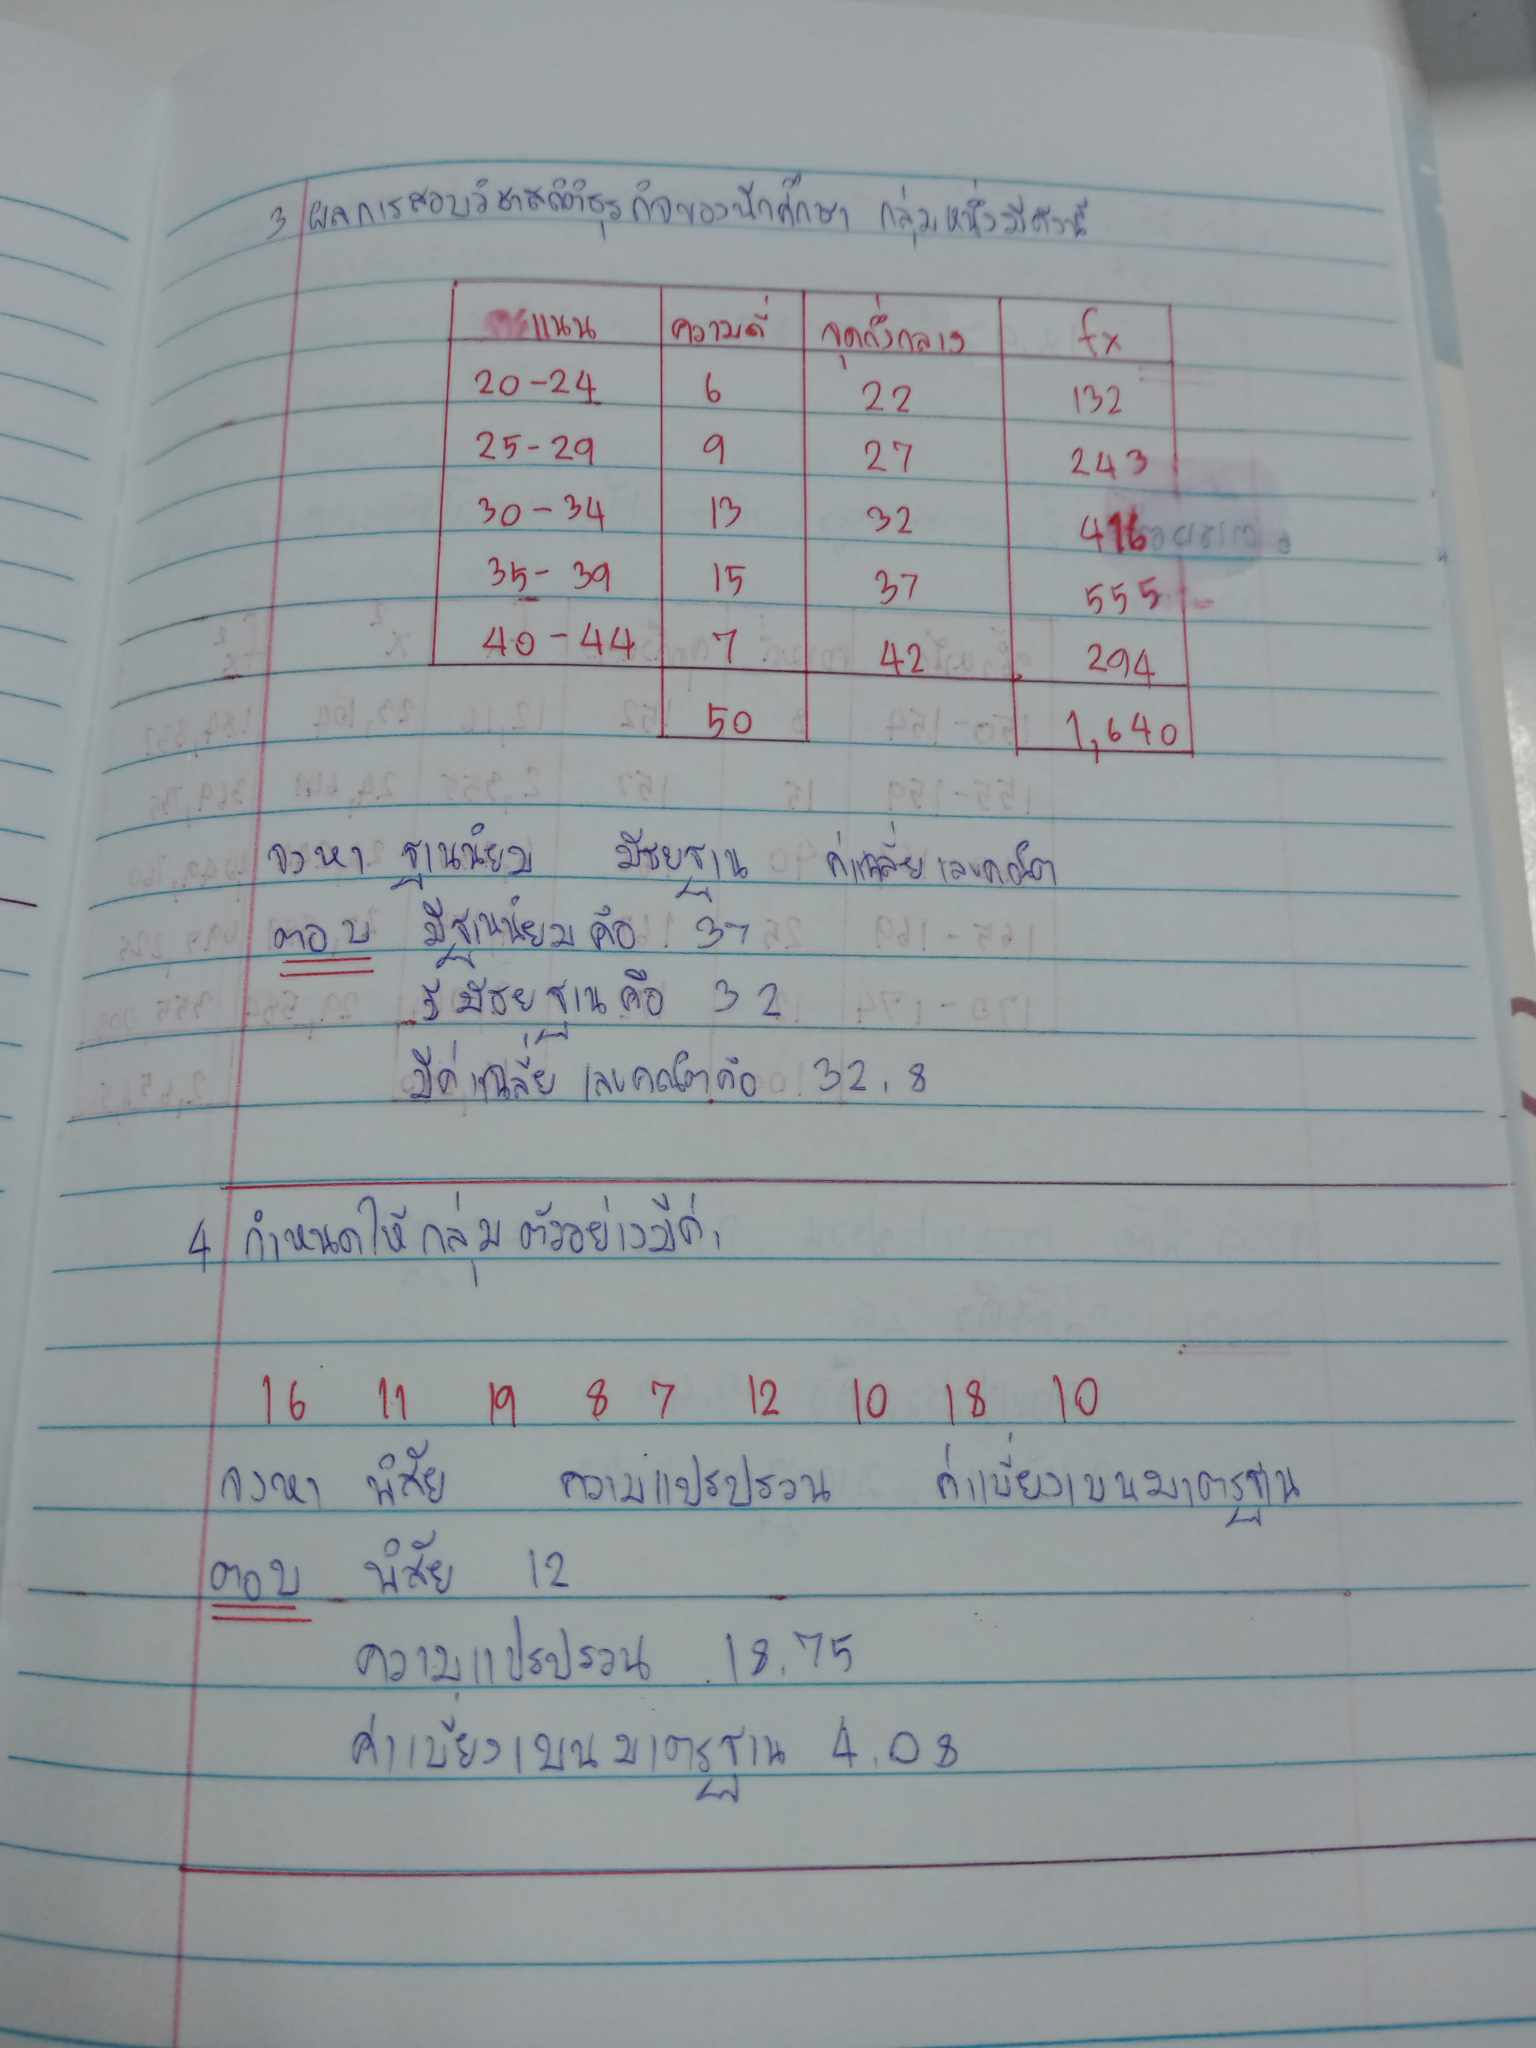 3 ผลการสอบวิชาสถิติธุรกิจของนักศึกษา กลุ่มหนึ่งมีดังนี้
คะแนน ความถี่ จุดกึ่งกลาง fx
20-24 6 22 132
25-29 9 27 243
30-34 13 32 416
35-39 15 37 555
40-44 7 42 294
50 1,640
จงหา ฐานนิยม มัธยฐาน ค่าเฉลี่ยเลขคณิต
ตอบ มีฐานนิยมคือ 37
มีมัธยฐานคือ 32
มีค่าเฉลี่ย เลขคณิตคือ 32.8
4 กำหนดให้กลุ่มตัวอย่างมีค่า
16 11 19 8 7 12 10 18 10
จงหา พิสัย ความแปรปรวน ค่าเบี่ยงเบนมาตรฐาน
ตอบ พิสัย 12
ความแปรปรวน 18.75
ค่าเบี่ยงเบนมาตรฐาน 4.08